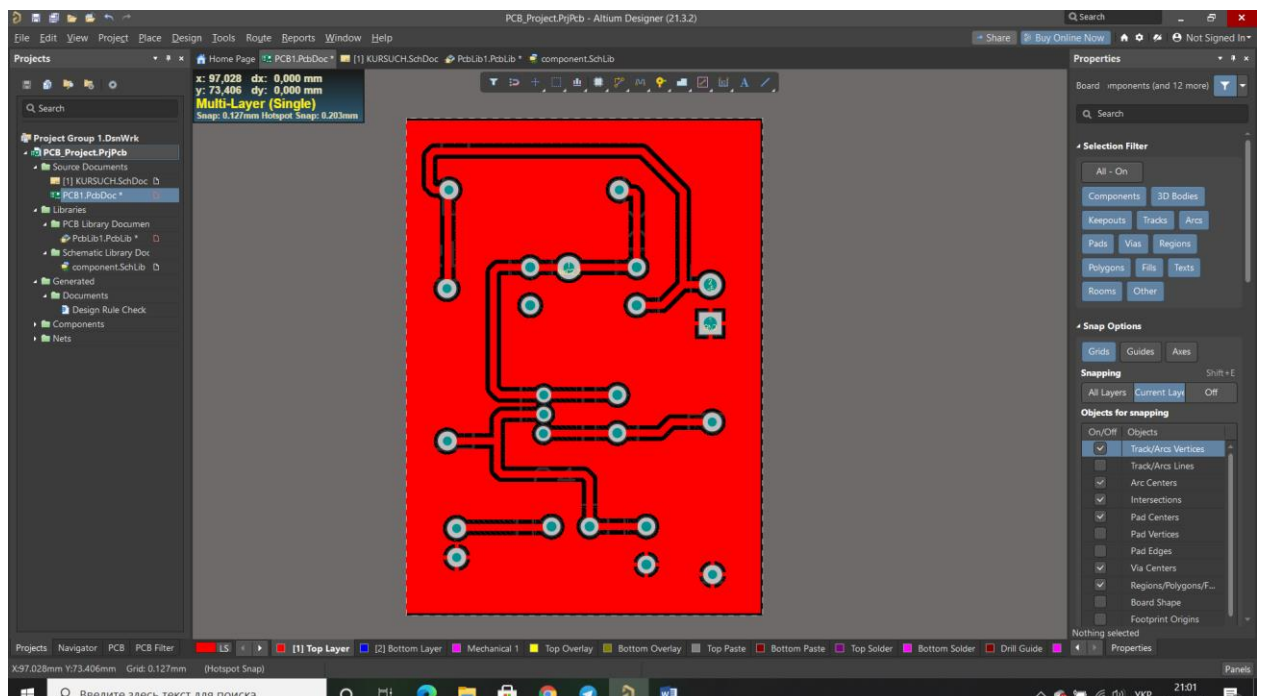 PCB_Project.PrjPcb - Altium Designer (21.3.2)
Search
File Edit View Project Place Design Tools Route Reports Window Help
Share
Buy Online Now
Not Signed In
Projects
Home Page
PCB1.PcbDoc *
[1] KURSUCH.SchDoc
PcbLib1.PcbLib *
component.SchLib
Properties
x: 97,028 dx: 0,000 mm
y: 73,406 dy: 0,000 mm
Multi-Layer (Single)
Snap: 0.127mm Hotspot Snap: 0.203mm
Search
Project Group 1.DsnWrk
PCB_Project.PrjPcb
Source Documents
[1] KURSUCH.SchDoc
PCB1.PcbDoc *
Libraries
PCB Library Documen
PcbLib1.PcbLib *
Schematic Library Doc
component.SchLib
Generated
Documents
Design Rule Check
Components
Nets
Board
mponents (and 12 more)
Search
Selection Filter
All - On
Components 3D Bodies
Keepouts Tracks Arcs
Pads Vias Regions
Polygons Fills Texts
Rooms Other
Snap Options
Grids Guides Axes
Snapping Shift+E
All Layers Current Laye Off
Objects for snapping
On/Off Objects
Track/Arcs Vertices
Track/Arcs Lines
Arc Centers
Intersections
Pad Centers
Pad Vertices
Pad Edges
Via Centers
Regions/Polygons/F...
Board Shape
Footprint Origins
Nothing selected
Projects Navigator PCB PCB Filter
LS [1] Top Layer [2] Bottom Layer Mechanical 1 Top Overlay Bottom Overlay Top Paste Bottom Paste Top Solder Bottom Solder Drill Guide
Properties
X:97.028mm Y:73.406mm Grid: 0.127mm (Hotspot Snap)
Panels
Введите здесь текст для поиска
УКР
21:01